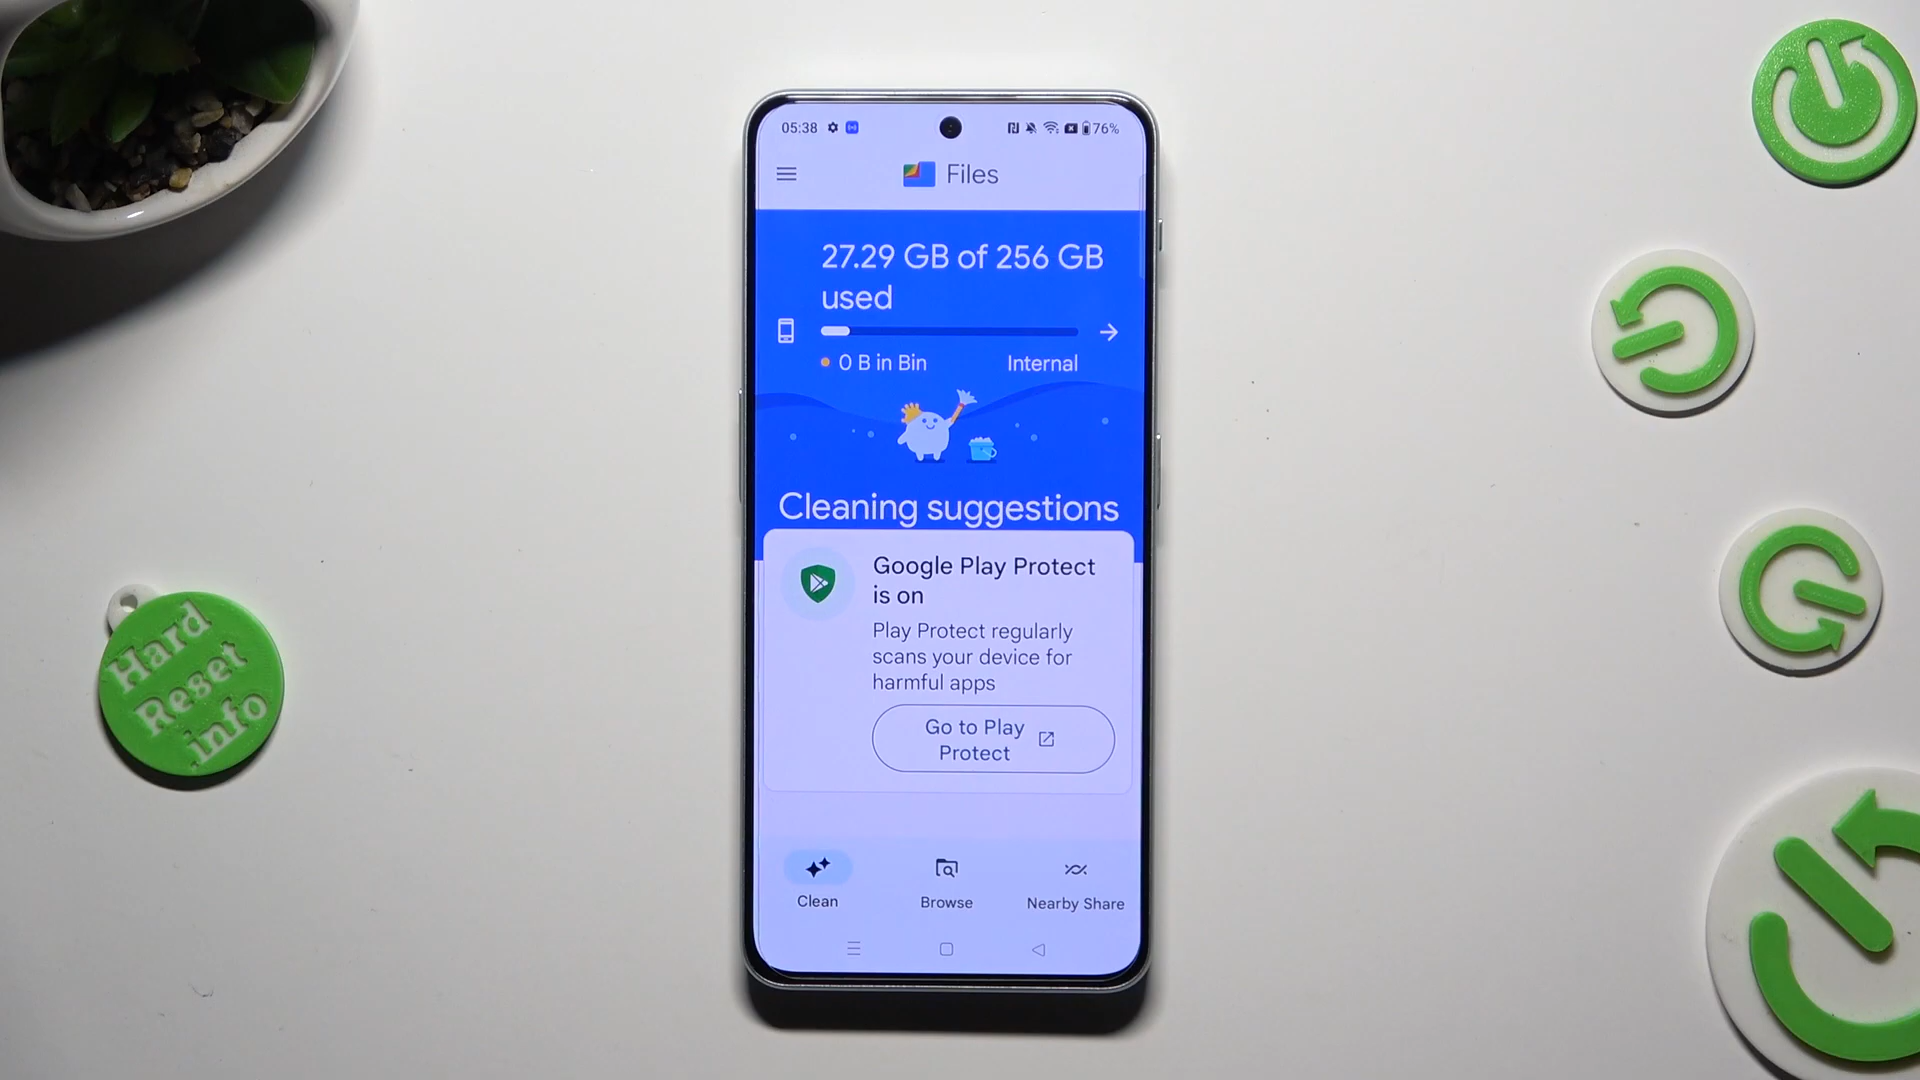 05:38
76%
Files
27.29 GB of 256 GB
used
0 B in Bin
Internal
Cleaning suggestions
Google Play Protect
is on
Play Protect regularly
scans your device for
harmful apps
Go to Play
Protect
Clean
Browse
Nearby Share
Hard
Reset
.info